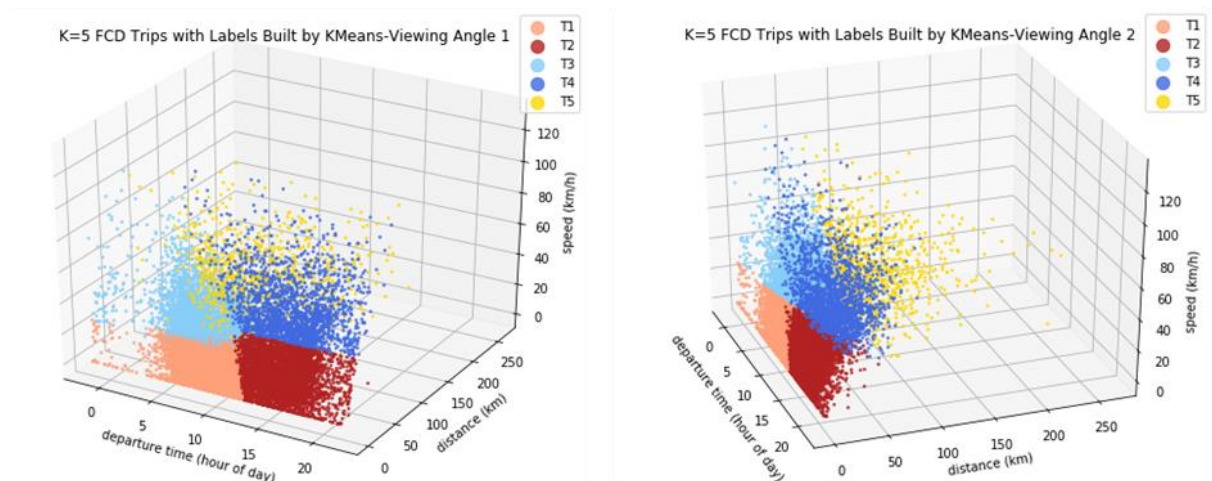 K=5 FCD Trips with Labels Built by KMeans-Viewing Angle 1
T1
T2
T3
T4
T5
120
100
80
60
40
20
0
speed (km/h)
250
200
150
100
50
0
distance (km)
0
5
10
15
20
departure time (hour of day)
K=5 FCD Trips with Labels Built by KMeans-Viewing Angle 2
T1
T2
T3
T4
T5
120
100
80
60
40
20
0
speed (km/h)
0
5
10
15
20
departure time (hour of day)
0
50
100
150
200
250
distance (km)